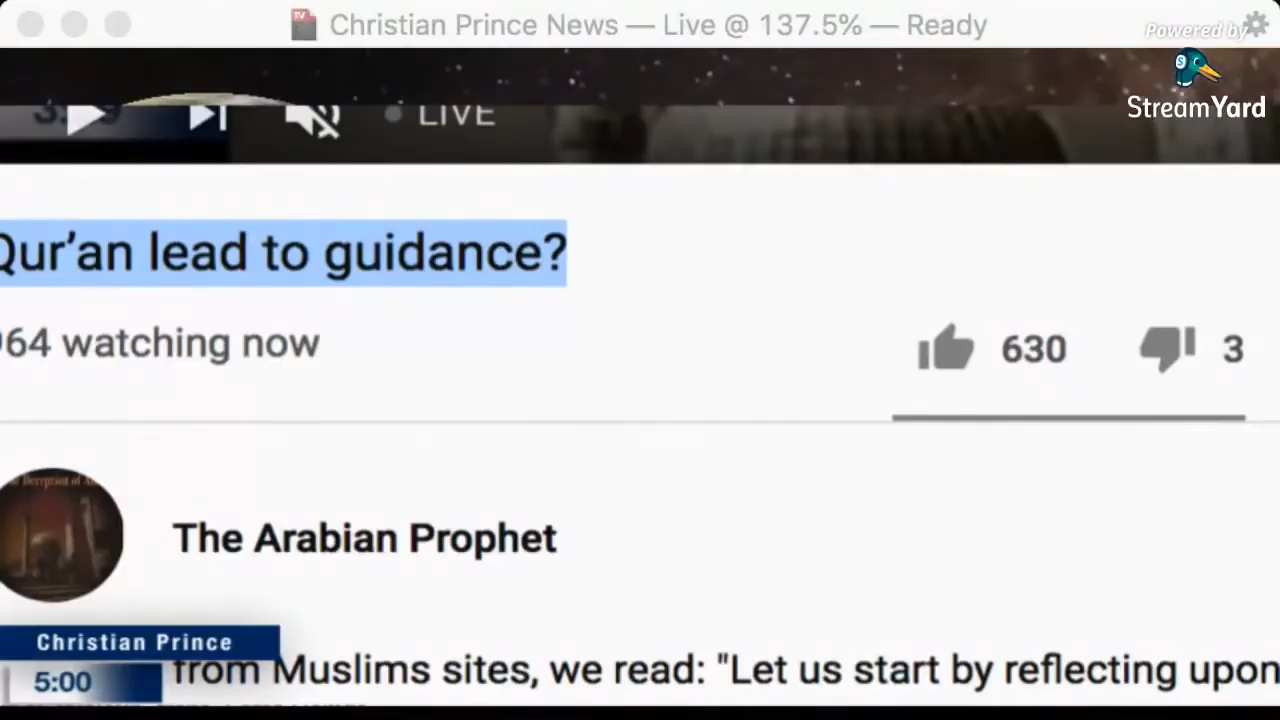 Christian Prince News — Live @ 137.5% — Ready
Powered by
StreamYard
LIVE
Qur’an lead to guidance?
964 watching now
630
3
The Arabian Prophet
Christian Prince
from Muslims sites, we read: "Let us start by reflecting upon
5:00